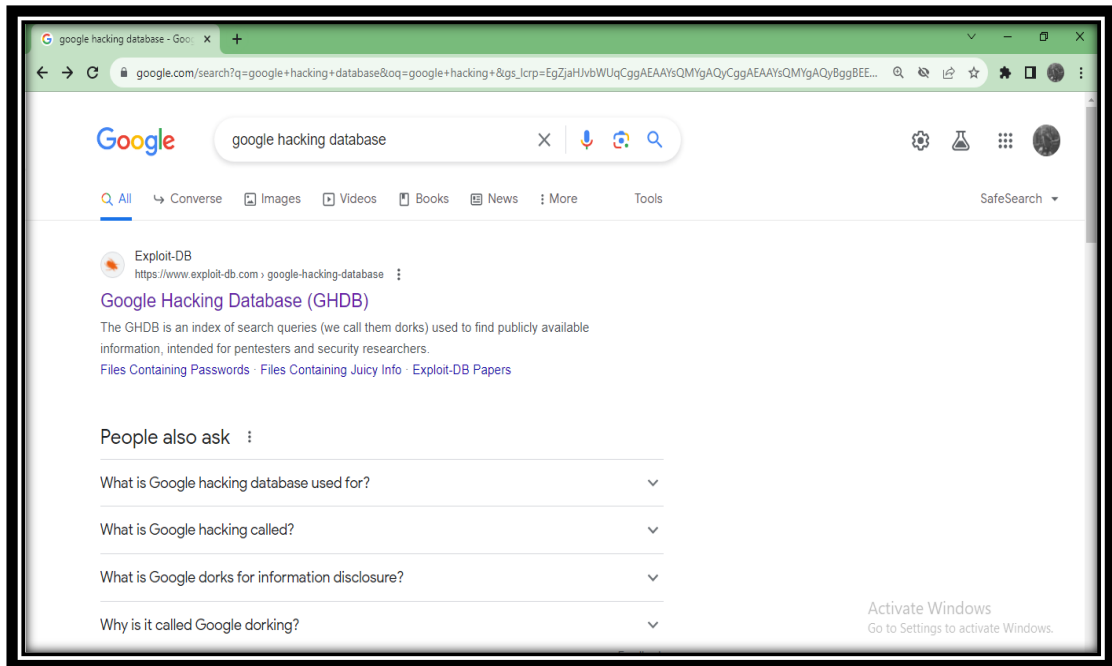 google hacking database - Goo
google.com/search?q=google+hacking+database&oq=google+hacking+&gs_lcrp=EgZjaHJvbWUqCggAEAAYsQMYgAQyCggAEAAYsQMYgAQyBggBEE...
Google
google hacking database
All Converse Images Videos Books News More Tools SafeSearch
Exploit-DB
https://www.exploit-db.com › google-hacking-database
Google Hacking Database (GHDB)
The GHDB is an index of search queries (we call them dorks) used to find publicly available
information, intended for pentesters and security researchers.
Files Containing Passwords · Files Containing Juicy Info · Exploit-DB Papers
People also ask
What is Google hacking database used for?
What is Google hacking called?
What is Google dorks for information disclosure?
Why is it called Google dorking?
Activate Windows
Go to Settings to activate Windows.